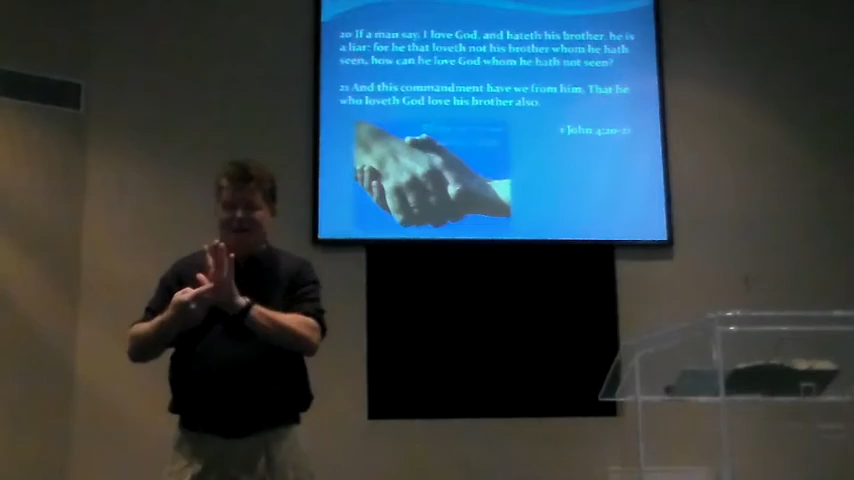 20 If a man say, I love God, and hateth his brother, he is
a liar: for he that loveth not his brother whom he hath
seen, how can he love God whom he hath not seen?
21 And this commandment have we from him, That he
who loveth God love his brother also.
1 John 4:20-21